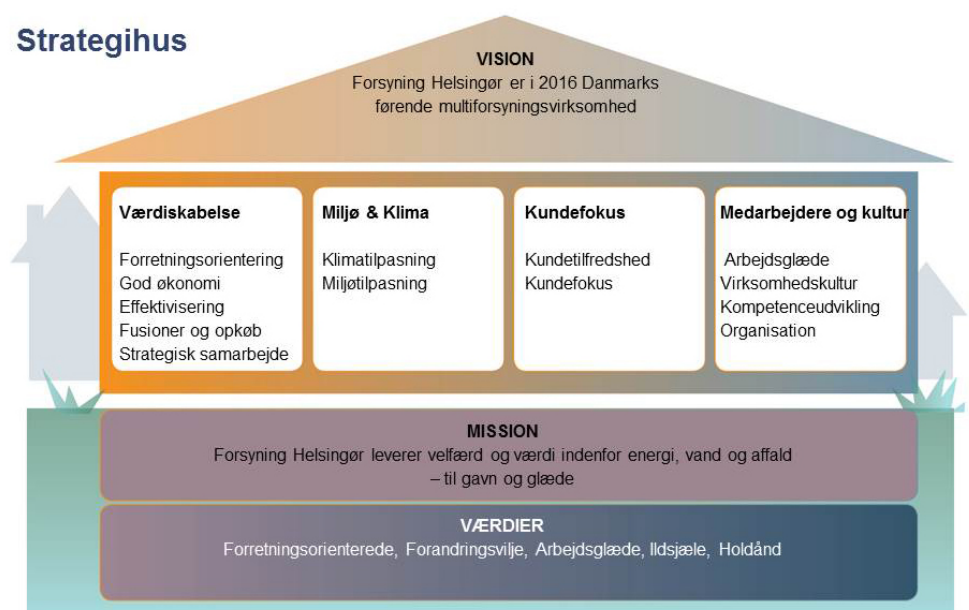 Strategihus
VISION
Forsyning Helsingør er i 2016 Danmarks
førende multiforsyningsvirksomhed
Værdiskabelse
Forretningsorientering
God økonomi
Effektivisering
Fusioner og opkøb
Strategisk samarbejde
Miljø & Klima
Klimatilpasning
Miljøtilpasning
Kundefokus
Kundetilfredshed
Kundefokus
Medarbejdere og kultur
Arbejdsglæde
Virksomhedskultur
Kompetenceudvikling
Organisation
MISSION
Forsyning Helsingør leverer velfærd og værdi indenfor energi, vand og affald
– til gavn og glæde
VÆRDIER
Forretningsorienterede, Forandringsvilje, Arbejdsglæde, Ildsjæle, Holdånd